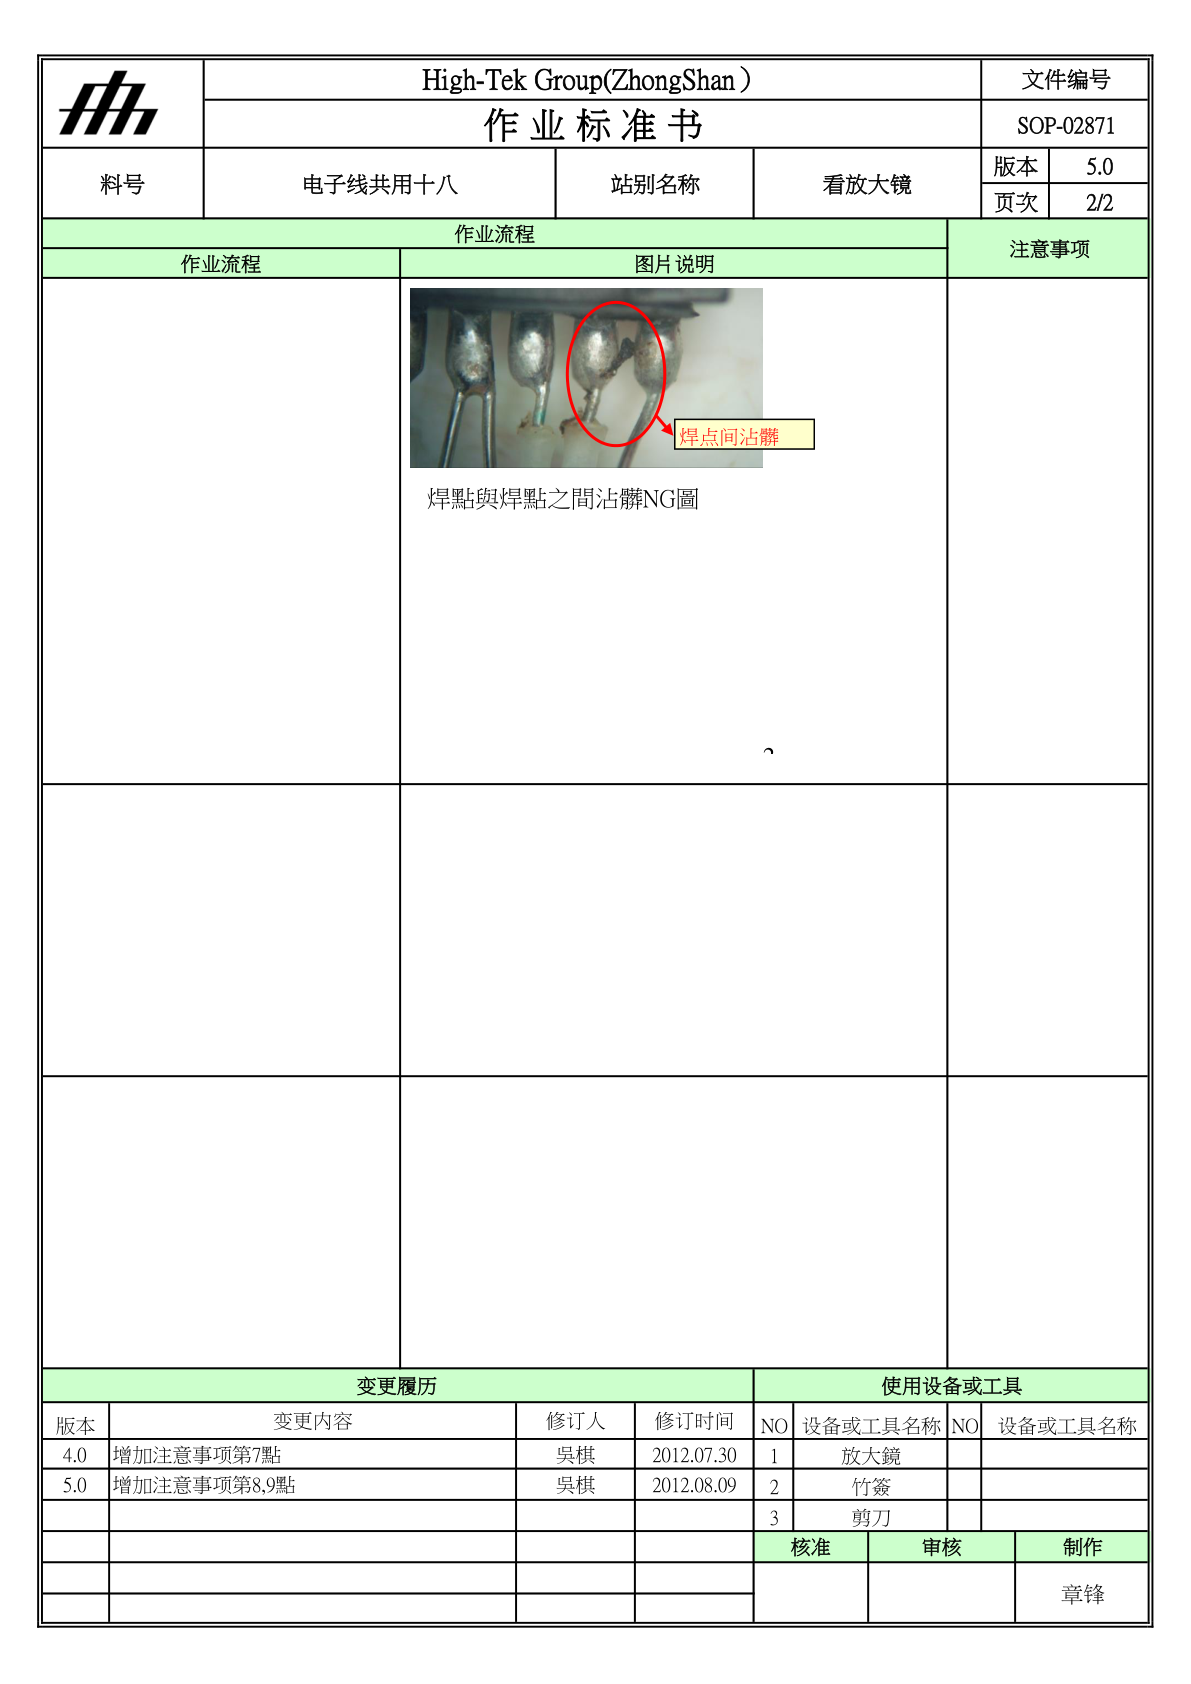 High-Tek Group(ZhongShan）
文件编号
作 业 标 准 书
SOP-02871
料号
电子线共用十八
站别名称
看放大镜
版本
5.0
页次
2/2
作业流程
注意事项
作业流程
图片说明
焊点间沾髒
焊點與焊點之間沾髒NG圖
变更履历
使用设备或工具
版本
变更内容
修订人
修订时间
NO
设备或工具名称
NO
设备或工具名称
4.0
增加注意事项第7點
吳棋
2012.07.30
1
放大鏡
5.0
增加注意事项第8,9點
吳棋
2012.08.09
2
竹簽
3
剪刀
核准
审核
制作
章锋